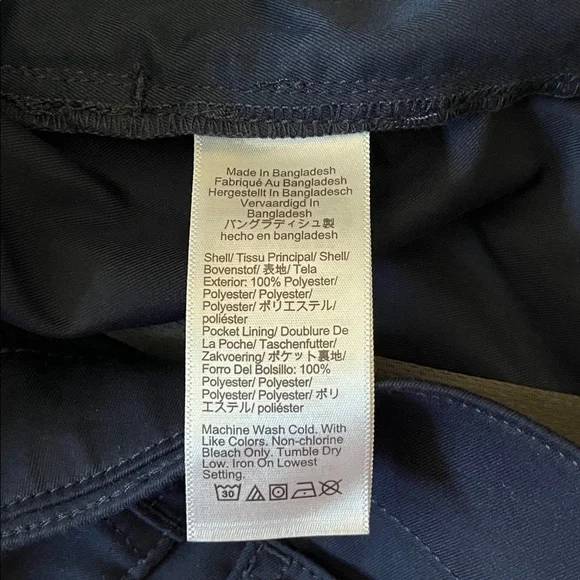 Made In Bangladesh
Fabriqué Au Bangladesh
Hergestellt In Bangladesch
Vervaardigd In
Bangladesh
バングラディシュ製
hecho en bangladesh
Shell/ Tissu Principal/ Shell/
Bovenstof/ 表地/ Tela
Exterior: 100% Polyester/
Polyester/ Polyester/
Polyester/ ポリエステル/
poliéster
Pocket Lining/ Doublure De
La Poche/ Taschenfutter/
Zakvoering/ ポケット裏地/
Forro Del Bolsillo: 100%
Polyester/ Polyester/
Polyester/ Polyester/ ポリ
エステル/ poliéster
Machine Wash Cold. With
Like Colors. Non-chlorine
Bleach Only. Tumble Dry
Low. Iron On Lowest
Setting.
30